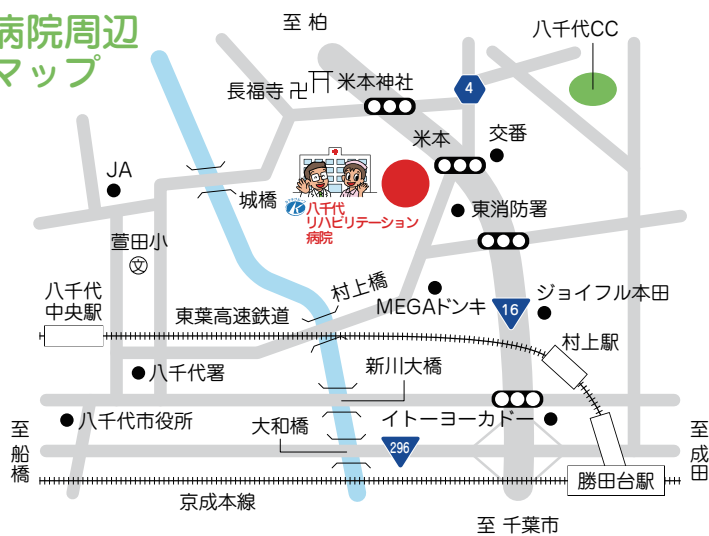 病院周辺
マップ
至 柏
八千代CC
長福寺 卍
米本神社
4
米本
交番
JA
城橋
八千代
リハビリテーション
病院
東消防署
萱田小
文
村上橋
八千代
中央駅
東葉高速鉄道
MEGAドンキ
16
ジョイフル本田
村上駅
八千代署
新川大橋
八千代市役所
大和橋
イトーヨーカドー
296
至
船
橋
至
成
田
勝田台駅
京成本線
至 千葉市